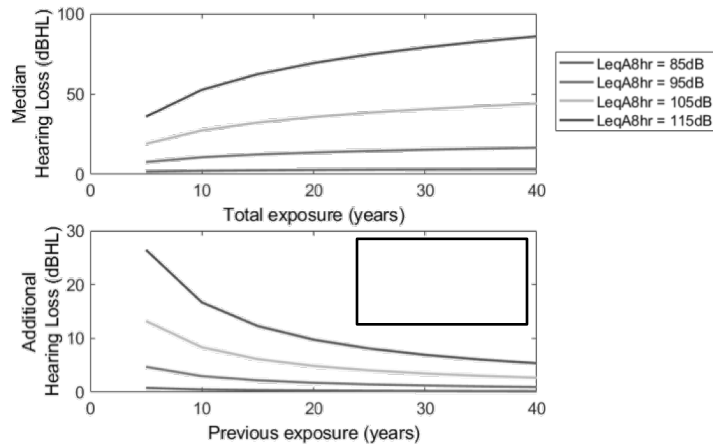 100
50
0
Median
Hearing Loss (dBHL)
0
10
20
30
40
Total exposure (years)
LeqA8hr = 85dB
LeqA8hr = 95dB
LeqA8hr = 105dB
LeqA8hr = 115dB
30
20
10
0
Additional
Hearing Loss (dBHL)
0
10
20
30
40
Previous exposure (years)